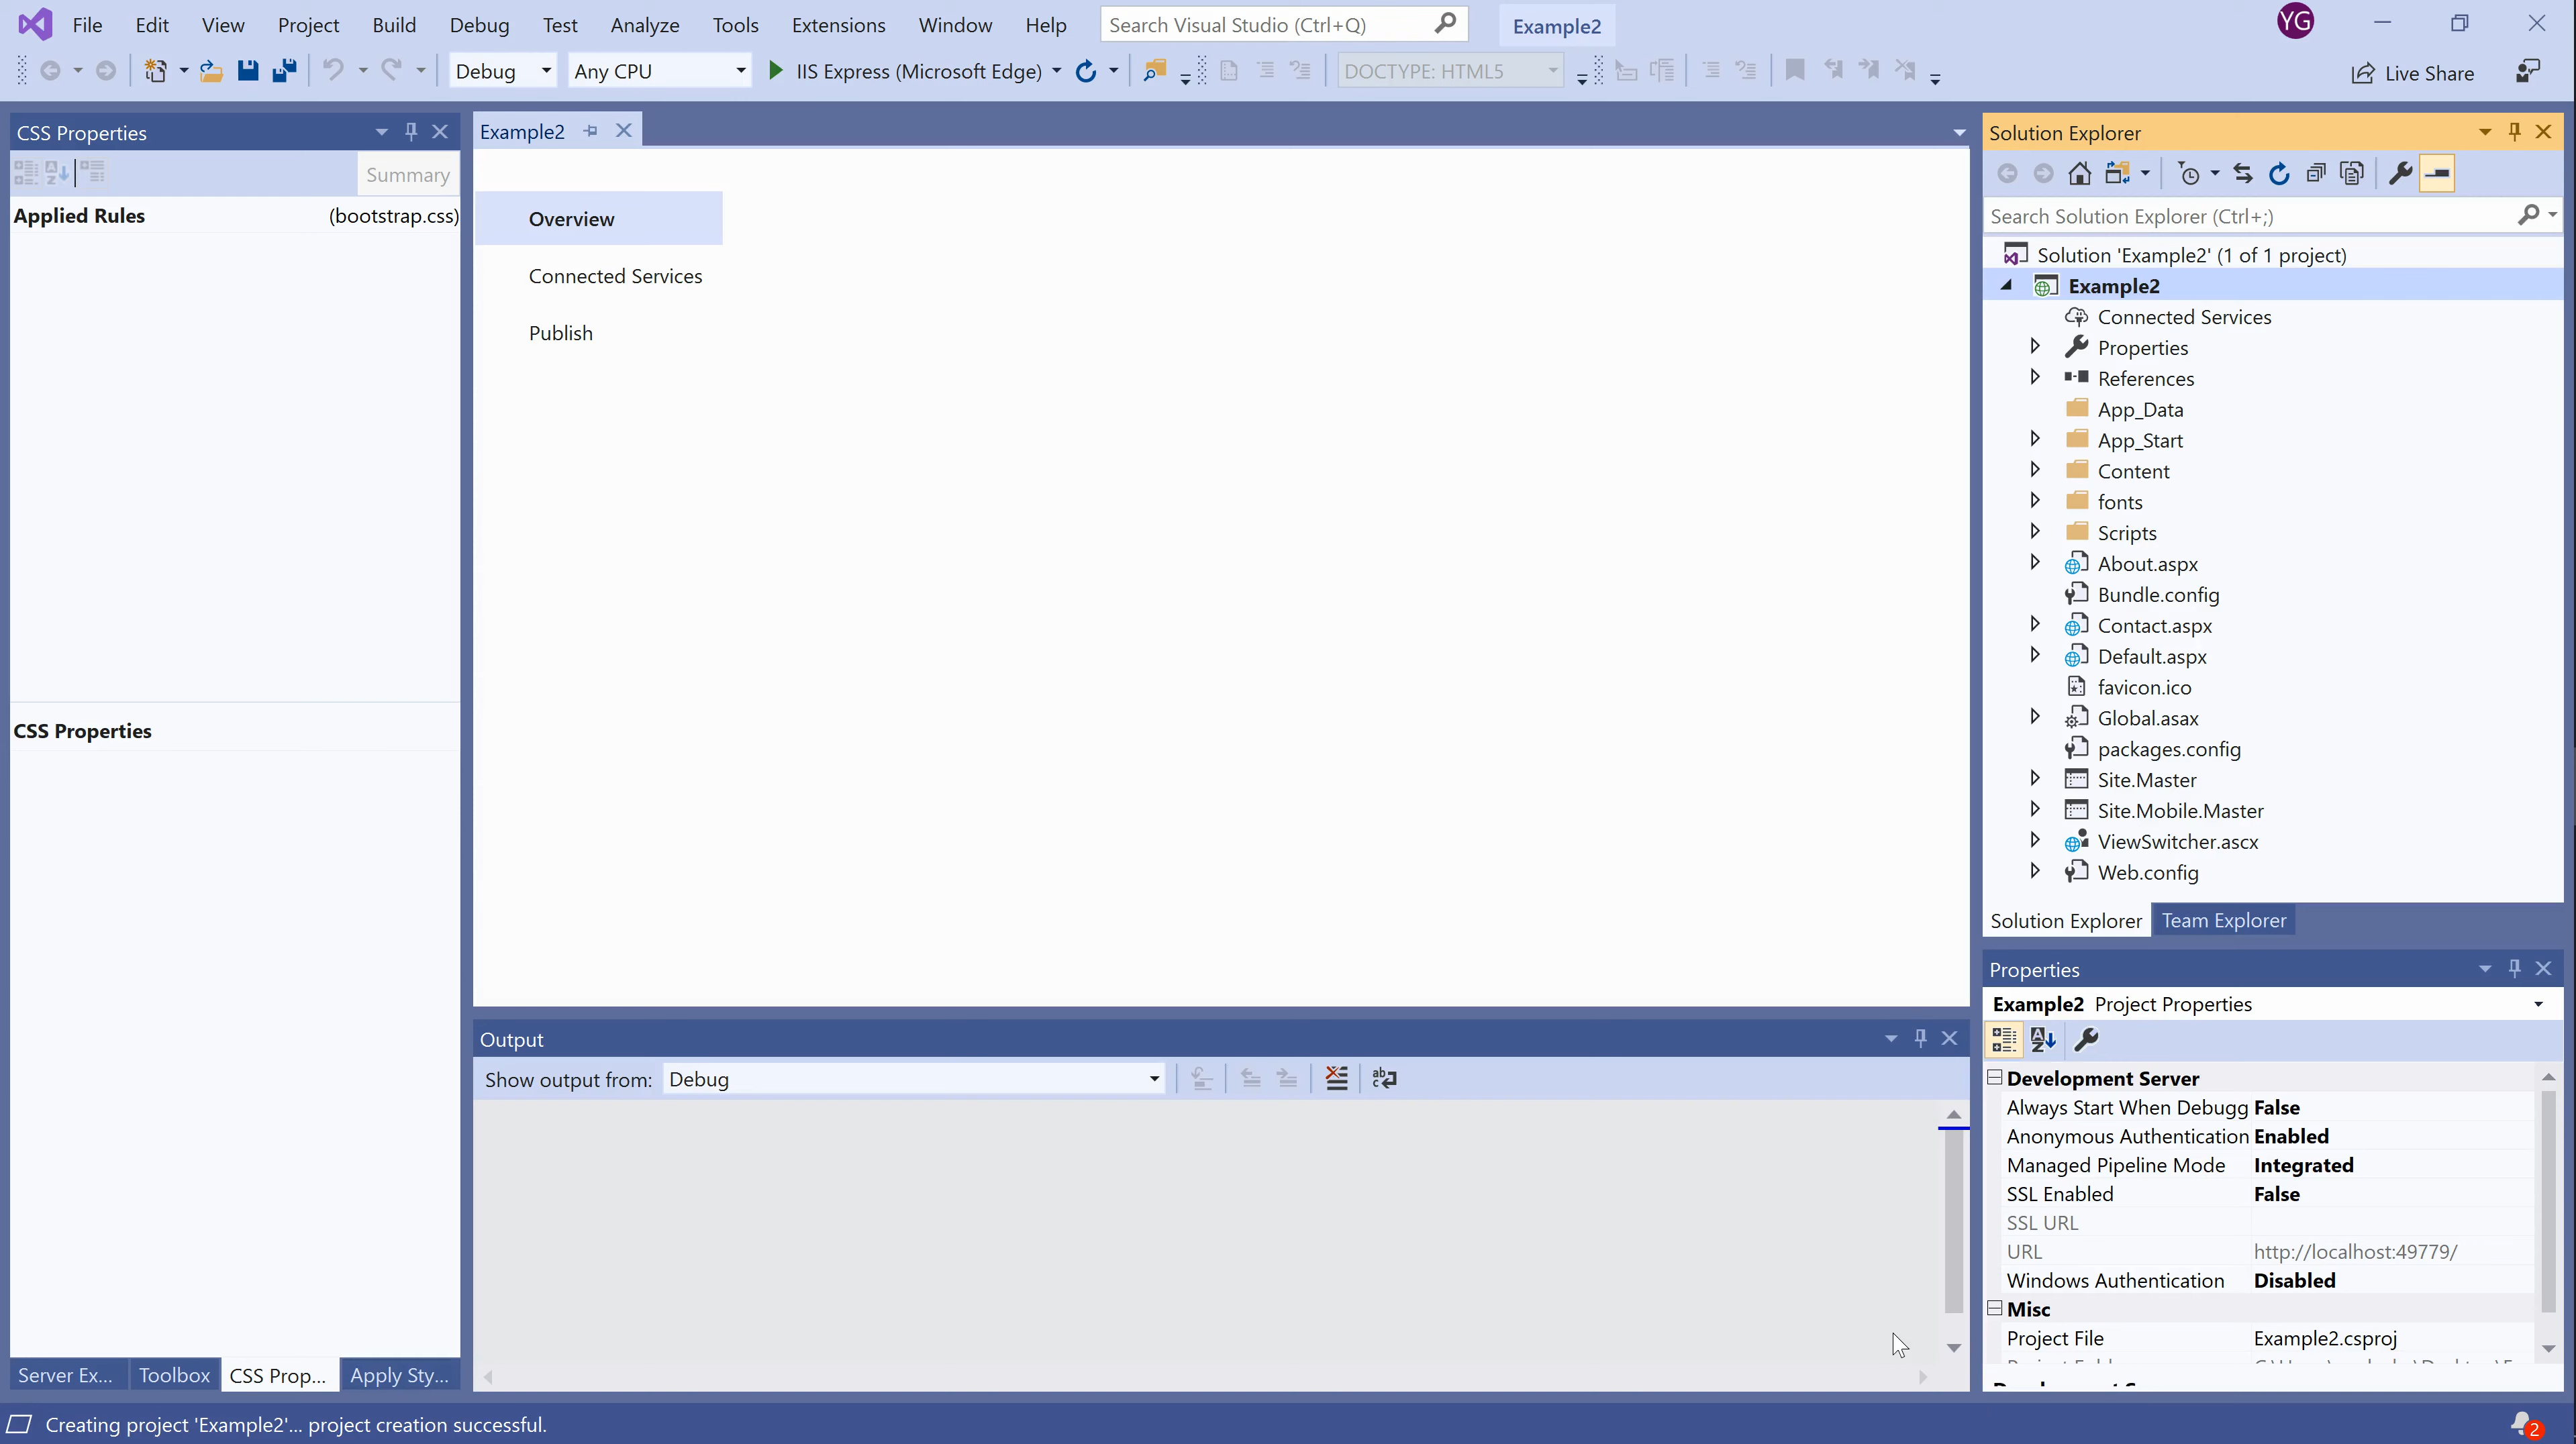 File Edit View Project Build Debug Test Analyze Tools Extensions Window Help Search Visual Studio (Ctrl+Q) Example2 YG
Debug Any CPU IIS Express (Microsoft Edge) DOCTYPE: HTML5 Live Share
CSS Properties
Summary
Applied Rules (bootstrap.css)
CSS Properties
Server Ex... Toolbox CSS Prop... Apply Sty...
Example2
Overview
Connected Services
Publish
Output
Show output from: Debug
Solution Explorer
Search Solution Explorer (Ctrl+;)
Solution 'Example2' (1 of 1 project)
Example2
Connected Services
Properties
References
App_Data
App_Start
Content
fonts
Scripts
About.aspx
Bundle.config
Contact.aspx
Default.aspx
favicon.ico
Global.asax
packages.config
Site.Master
Site.Mobile.Master
ViewSwitcher.ascx
Web.config
Solution Explorer Team Explorer
Properties
Example2 Project Properties
Development Server
Always Start When Debugg False
Anonymous Authentication Enabled
Managed Pipeline Mode Integrated
SSL Enabled False
SSL URL
URL http://localhost:49779/
Windows Authentication Disabled
Misc
Project File Example2.csproj
Creating project 'Example2'... project creation successful. 2